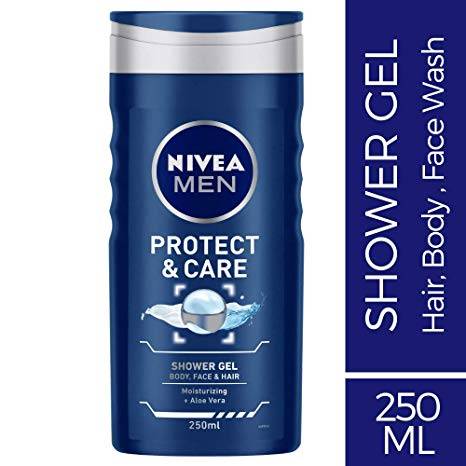 NIVEA
MEN
PROTECT
& CARE
SHOWER GEL
BODY, FACE & HAIR
Moisturizing
+ Aloe Vera
250ml
SHOWER GEL
Hair, Body , Face Wash
250
ML